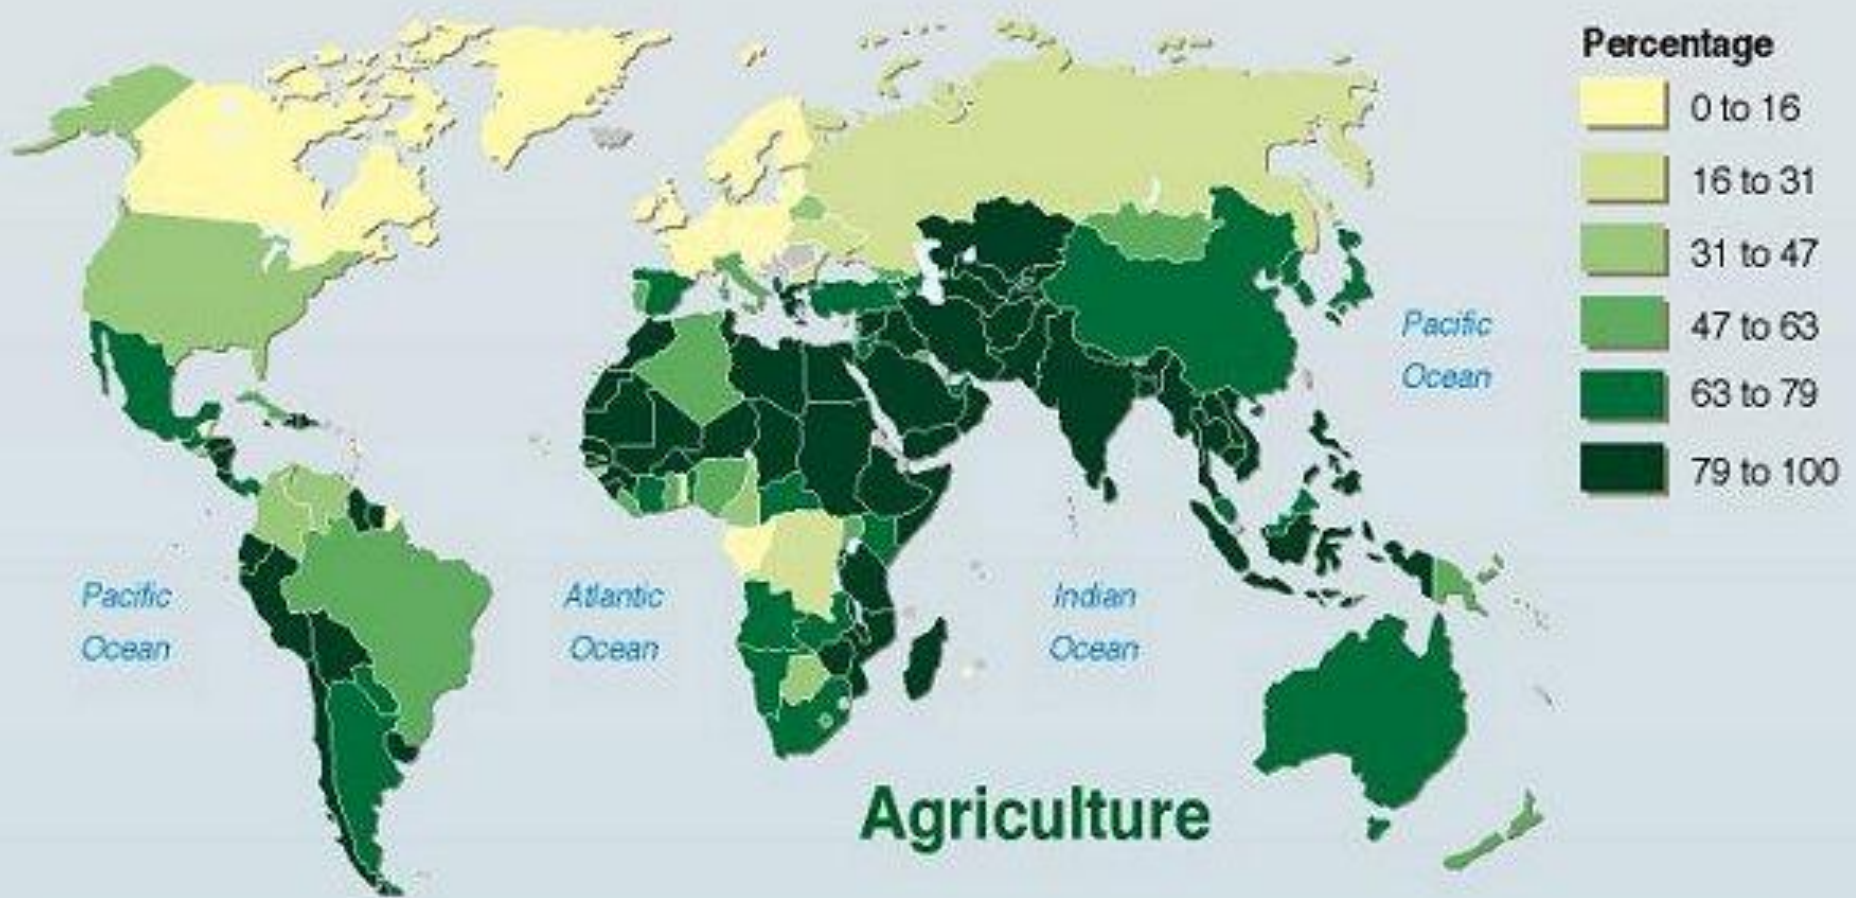 Percentage
0 to 16
16 to 31
31 to 47
47 to 63
63 to 79
79 to 100
Pacific
Ocean
Pacific
Ocean
Atlantic
Ocean
Indian
Ocean
Agriculture